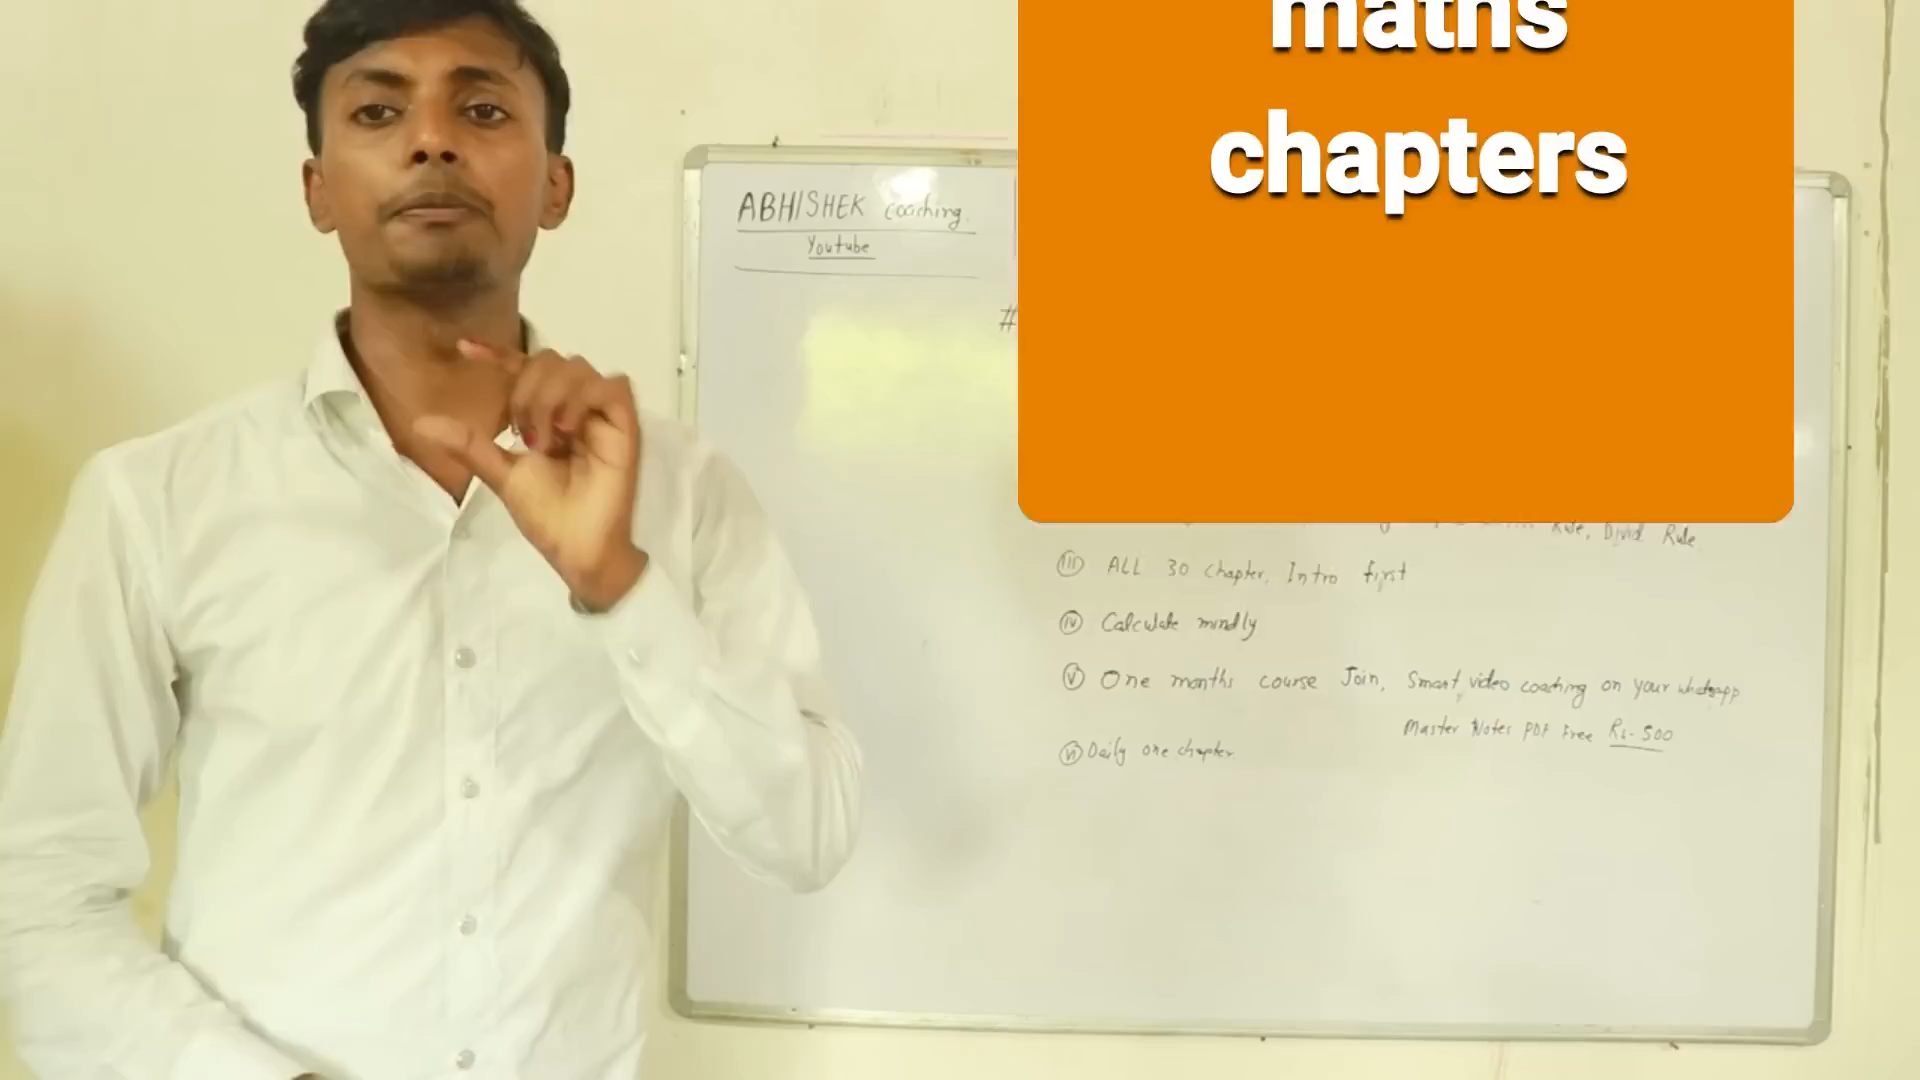 maths
chapters
ABHISHEK coaching.
Youtube
#
Rule, Divid Rule
III ALL 30 chapter, Intro first
IV Calculate mindly
V One months course Join, Smart video coaching on your whatsapp
Master Notes PDF Free Rs- 500
VI Daily one chapter